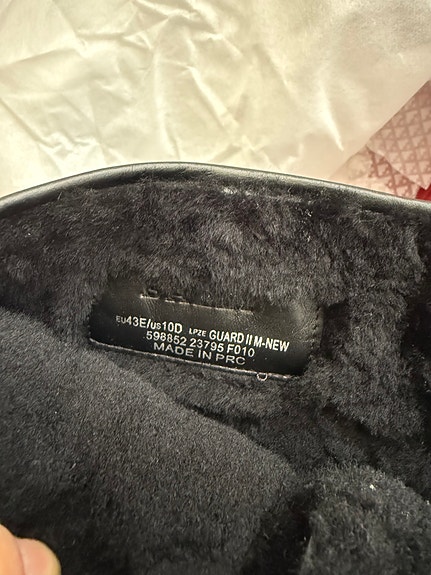 EU43E/US10D LPZE GUARD II M-NEW
598852 23795 F010
MADE IN PRC